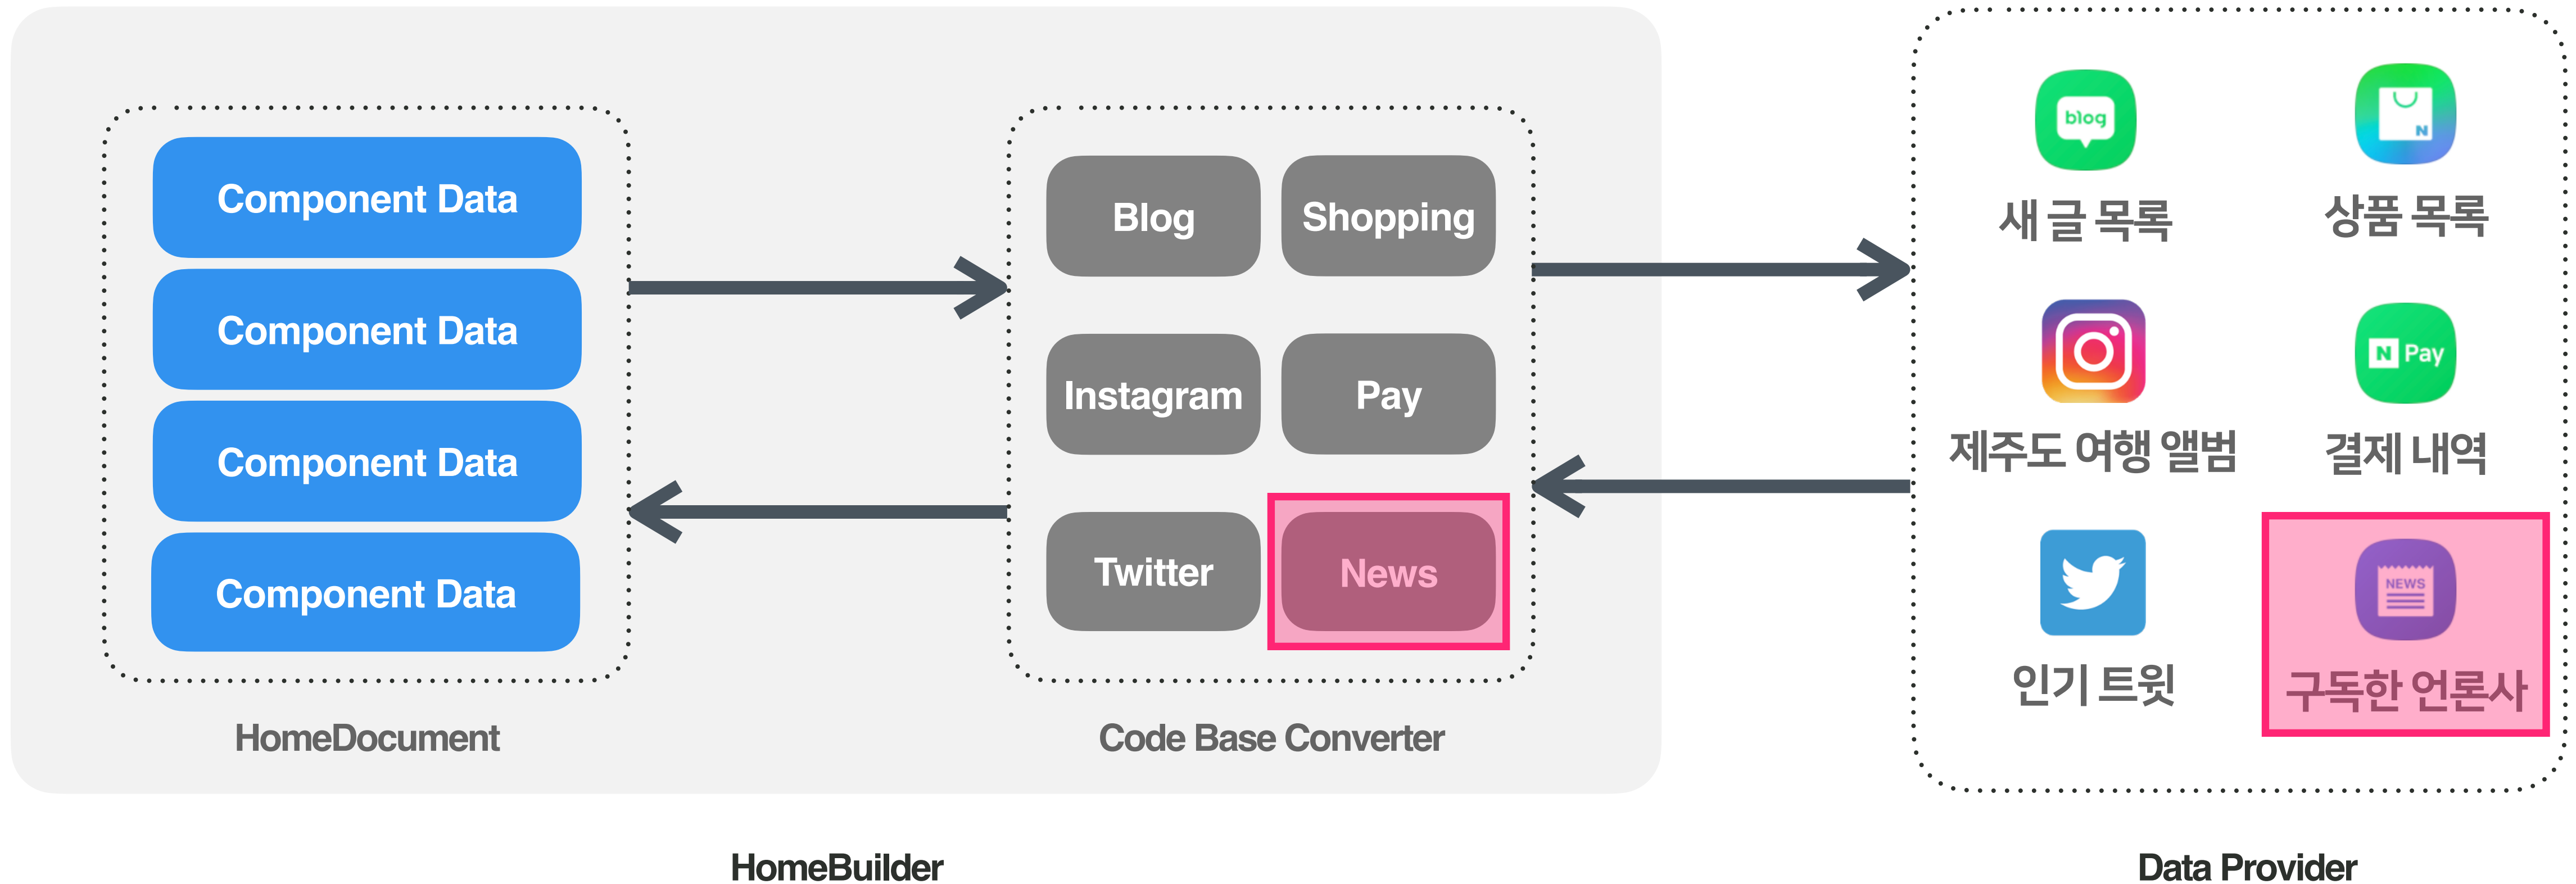 Component Data
Component Data
Component Data
Component Data
HomeDocument
Blog
Shopping
Instagram
Pay
Twitter
News
Code Base Converter
HomeBuilder
blog
새 글 목록
N
상품 목록
제주도 여행 앨범
N Pay
결제 내역
인기 트윗
NEWS
구독한 언론사
Data Provider